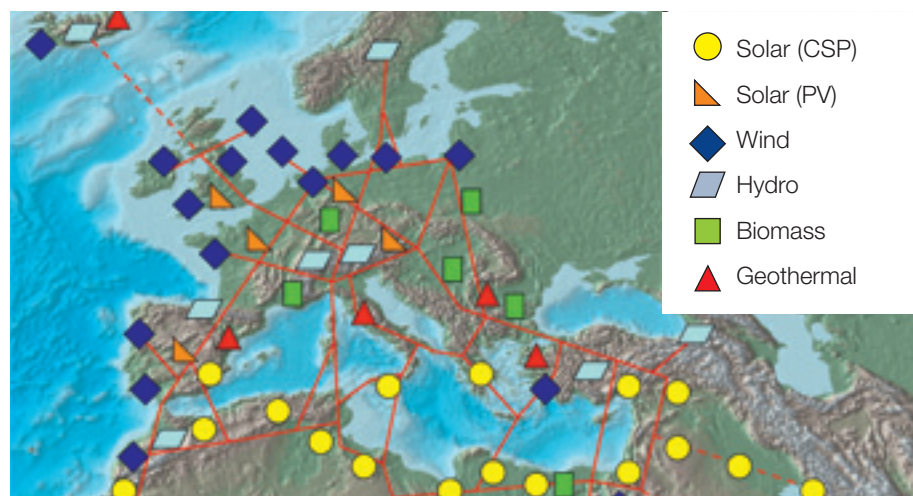 Solar (CSP)
Solar (PV)
Wind
Hydro
Biomass
Geothermal